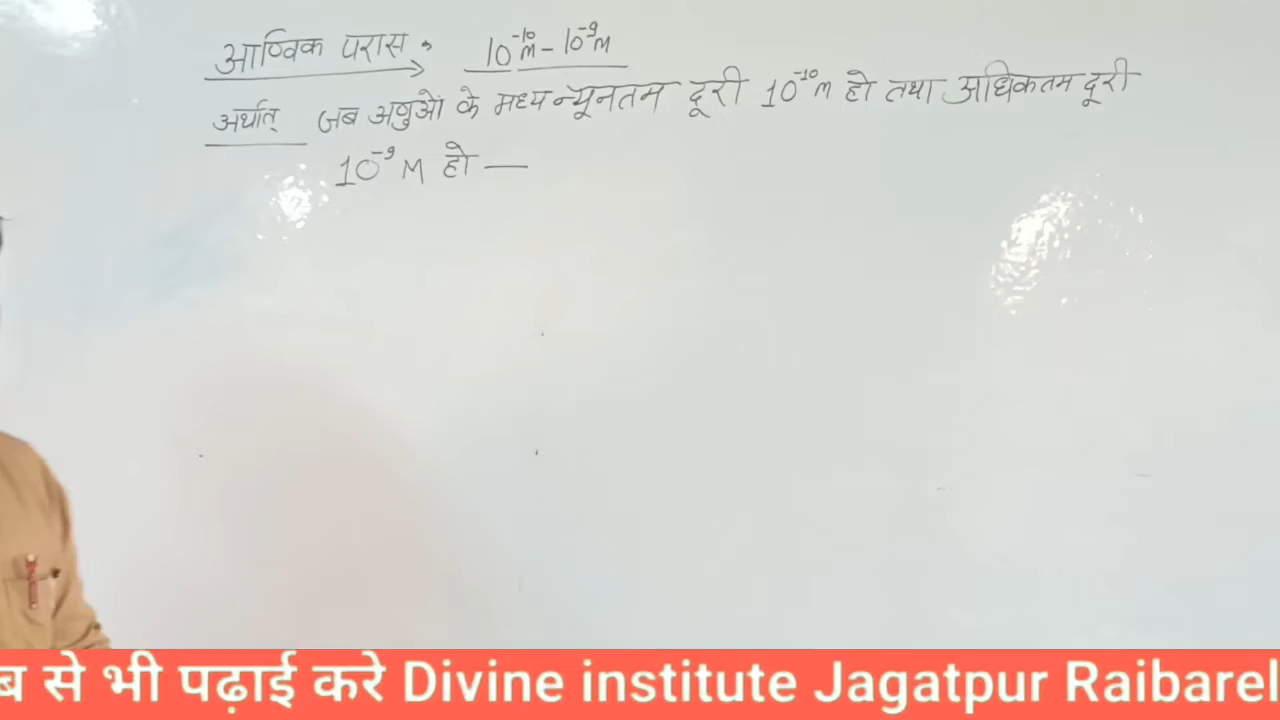 आण्विक परास 10⁻¹⁰m – 10⁻⁹m
अर्थात् जब अणुओं के मध्य न्यूनतम दूरी 10⁻¹⁰m हो तथा अधिकतम दूरी
10⁻⁹ M हो —
ब से भी पढ़ाई करे Divine institute Jagatpur Raibarel